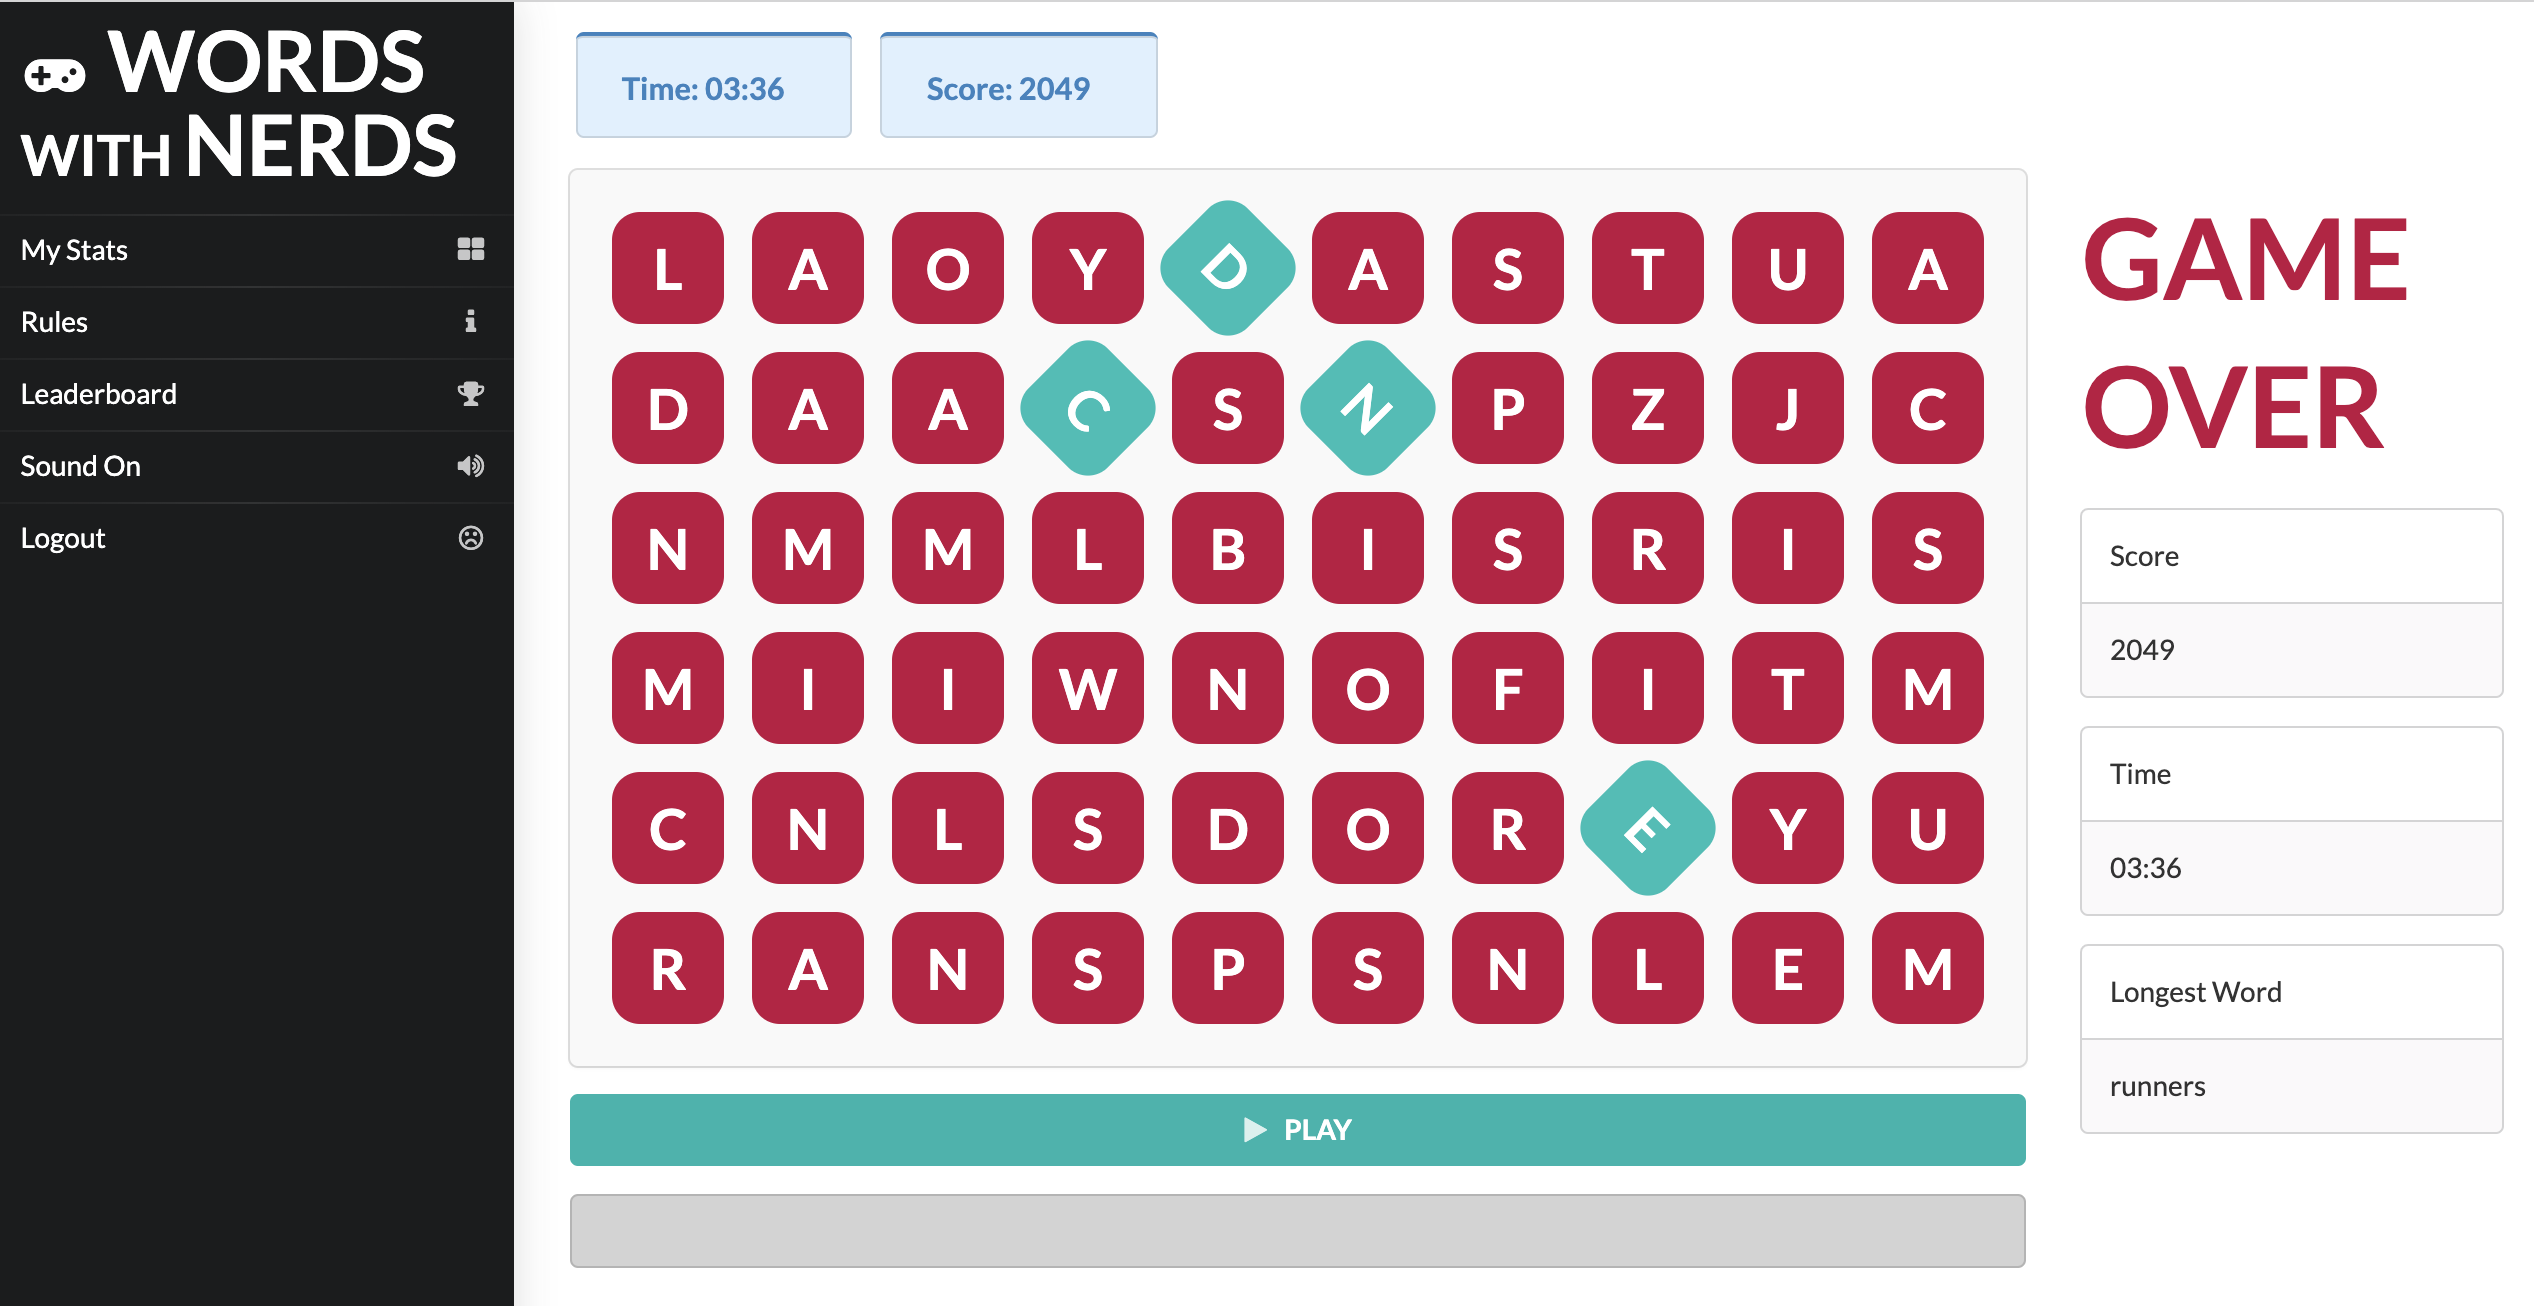 WORDS
WITH NERDS
My Stats
Rules
Leaderboard
Sound On
Logout
Time: 03:36
Score: 2049
L A O Y D A S T U A
D A A C S N P Z J C
N M M L B I S R I S
M I I W N O F I T M
C N L S D O R E Y U
R A N S P S N L E M
PLAY
GAME
OVER
Score
2049
Time
03:36
Longest Word
runners